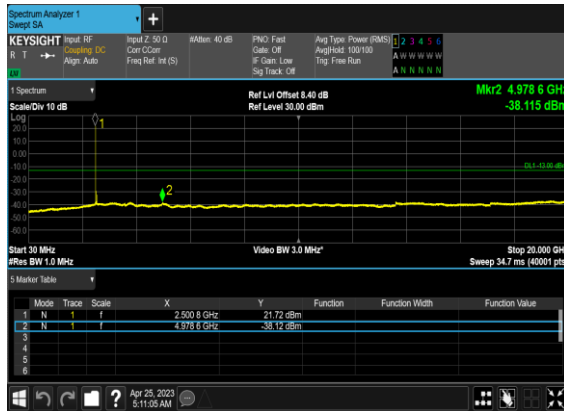 Spectrum Analyzer 1
Swept SA
+
KEYSIGHT
R T
Input: RF
Coupling: DC
Align: Auto
Input Z: 50 Ω
Corr CCorr
Freq Ref: Int (S)
#Atten: 40 dB
PNO: Fast
Gate: Off
IF Gain: Low
Sig Track: Off
Avg Type: Power (RMS)
Avg|Hold: 100/100
Trig: Free Run
1 2 3 4 5 6
A W W W W W
A N N N N N
1 Spectrum
Scale/Div 10 dB
Ref Lvl Offset 8.40 dB
Ref Level 30.00 dBm
Mkr2 4.978 6 GHz
-38.115 dBm
Log
20.0
10.0
0.00
-10.0
-20.0
-30.0
-40.0
-50.0
-60.0
1
2
DL1 -13.00 dBm
Start 30 MHz
#Res BW 1.0 MHz
Video BW 3.0 MHz*
Stop 20.000 GH
Sweep 34.7 ms (40001 pts
5 Marker Table
Mode Trace Scale X Y Function Function Width Function Value
1 N 1 f 2.500 8 GHz 21.72 dBm
2 N 1 f 4.978 6 GHz -38.12 dBm
3
4
5
6
?
Apr 25, 2023
5:11:05 AM